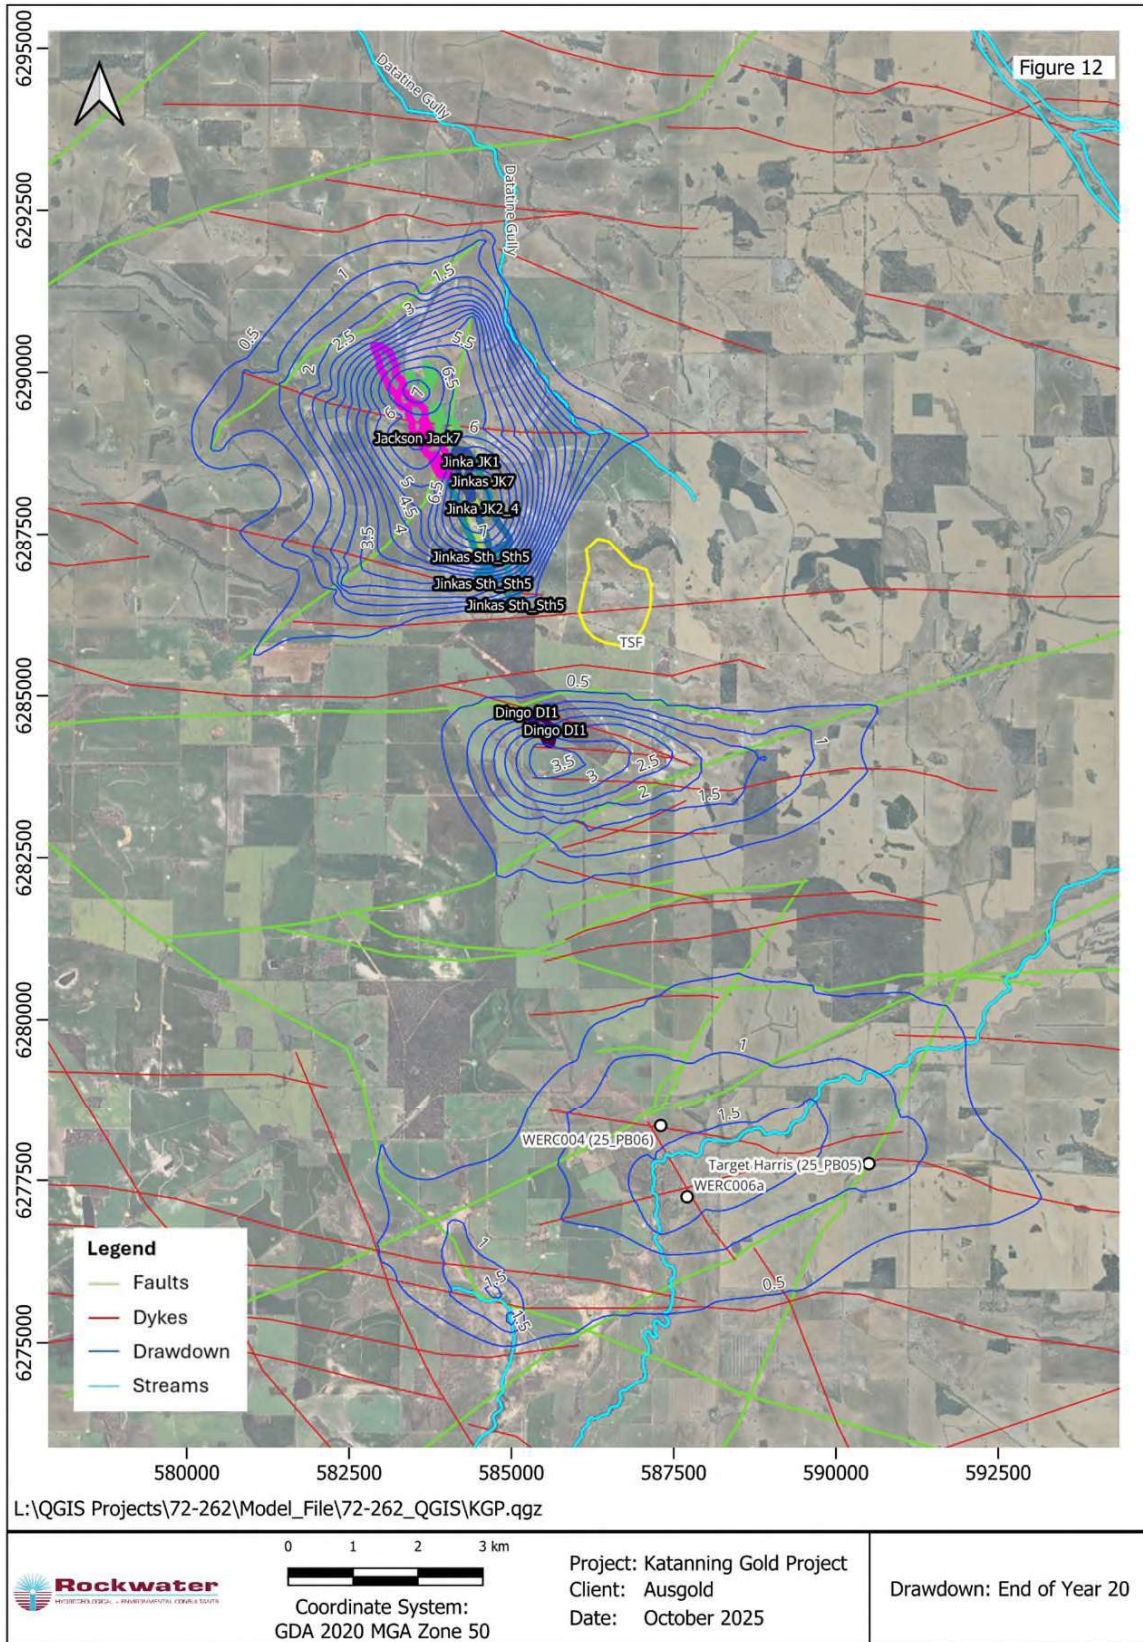 Figure 12
6295000
6292500
6290000
6287500
6285000
6282500
6280000
6277500
6275000
Datatine Gully
Datatine Gully
1
1.5
0.5
3
2.5
2
5.5
6.5
7
6
6
Jackson Jack7
Jinka JK1
Jinkas JK7
5
6.5
4.5
Jinka JK2_4
4
3.5
7
Jinkas Sth_Sth5
Jinkas Sth_Sth5
Jinkas Sth_Sth5
TSF
0.5
Dingo DI1
Dingo DI1
1
3.5
3
2.5
2
1.5
1
1.5
WERC004 (25_PB06)
Target Harris (25_PB05)
WERC006a
1
1.5
1.5
0.5
Legend
Faults
Dykes
Drawdown
Streams
580000
582500
585000
587500
590000
592500
L:\QGIS Projects\72-262\Model_File\72-262_QGIS\KGP.qgz
Rockwater
HYDROGEOLOGICAL + ENVIRONMENTAL CONSULTANTS
0 1 2 3 km
Coordinate System:
GDA 2020 MGA Zone 50
Project: Katanning Gold Project
Client: Ausgold
Date: October 2025
Drawdown: End of Year 20